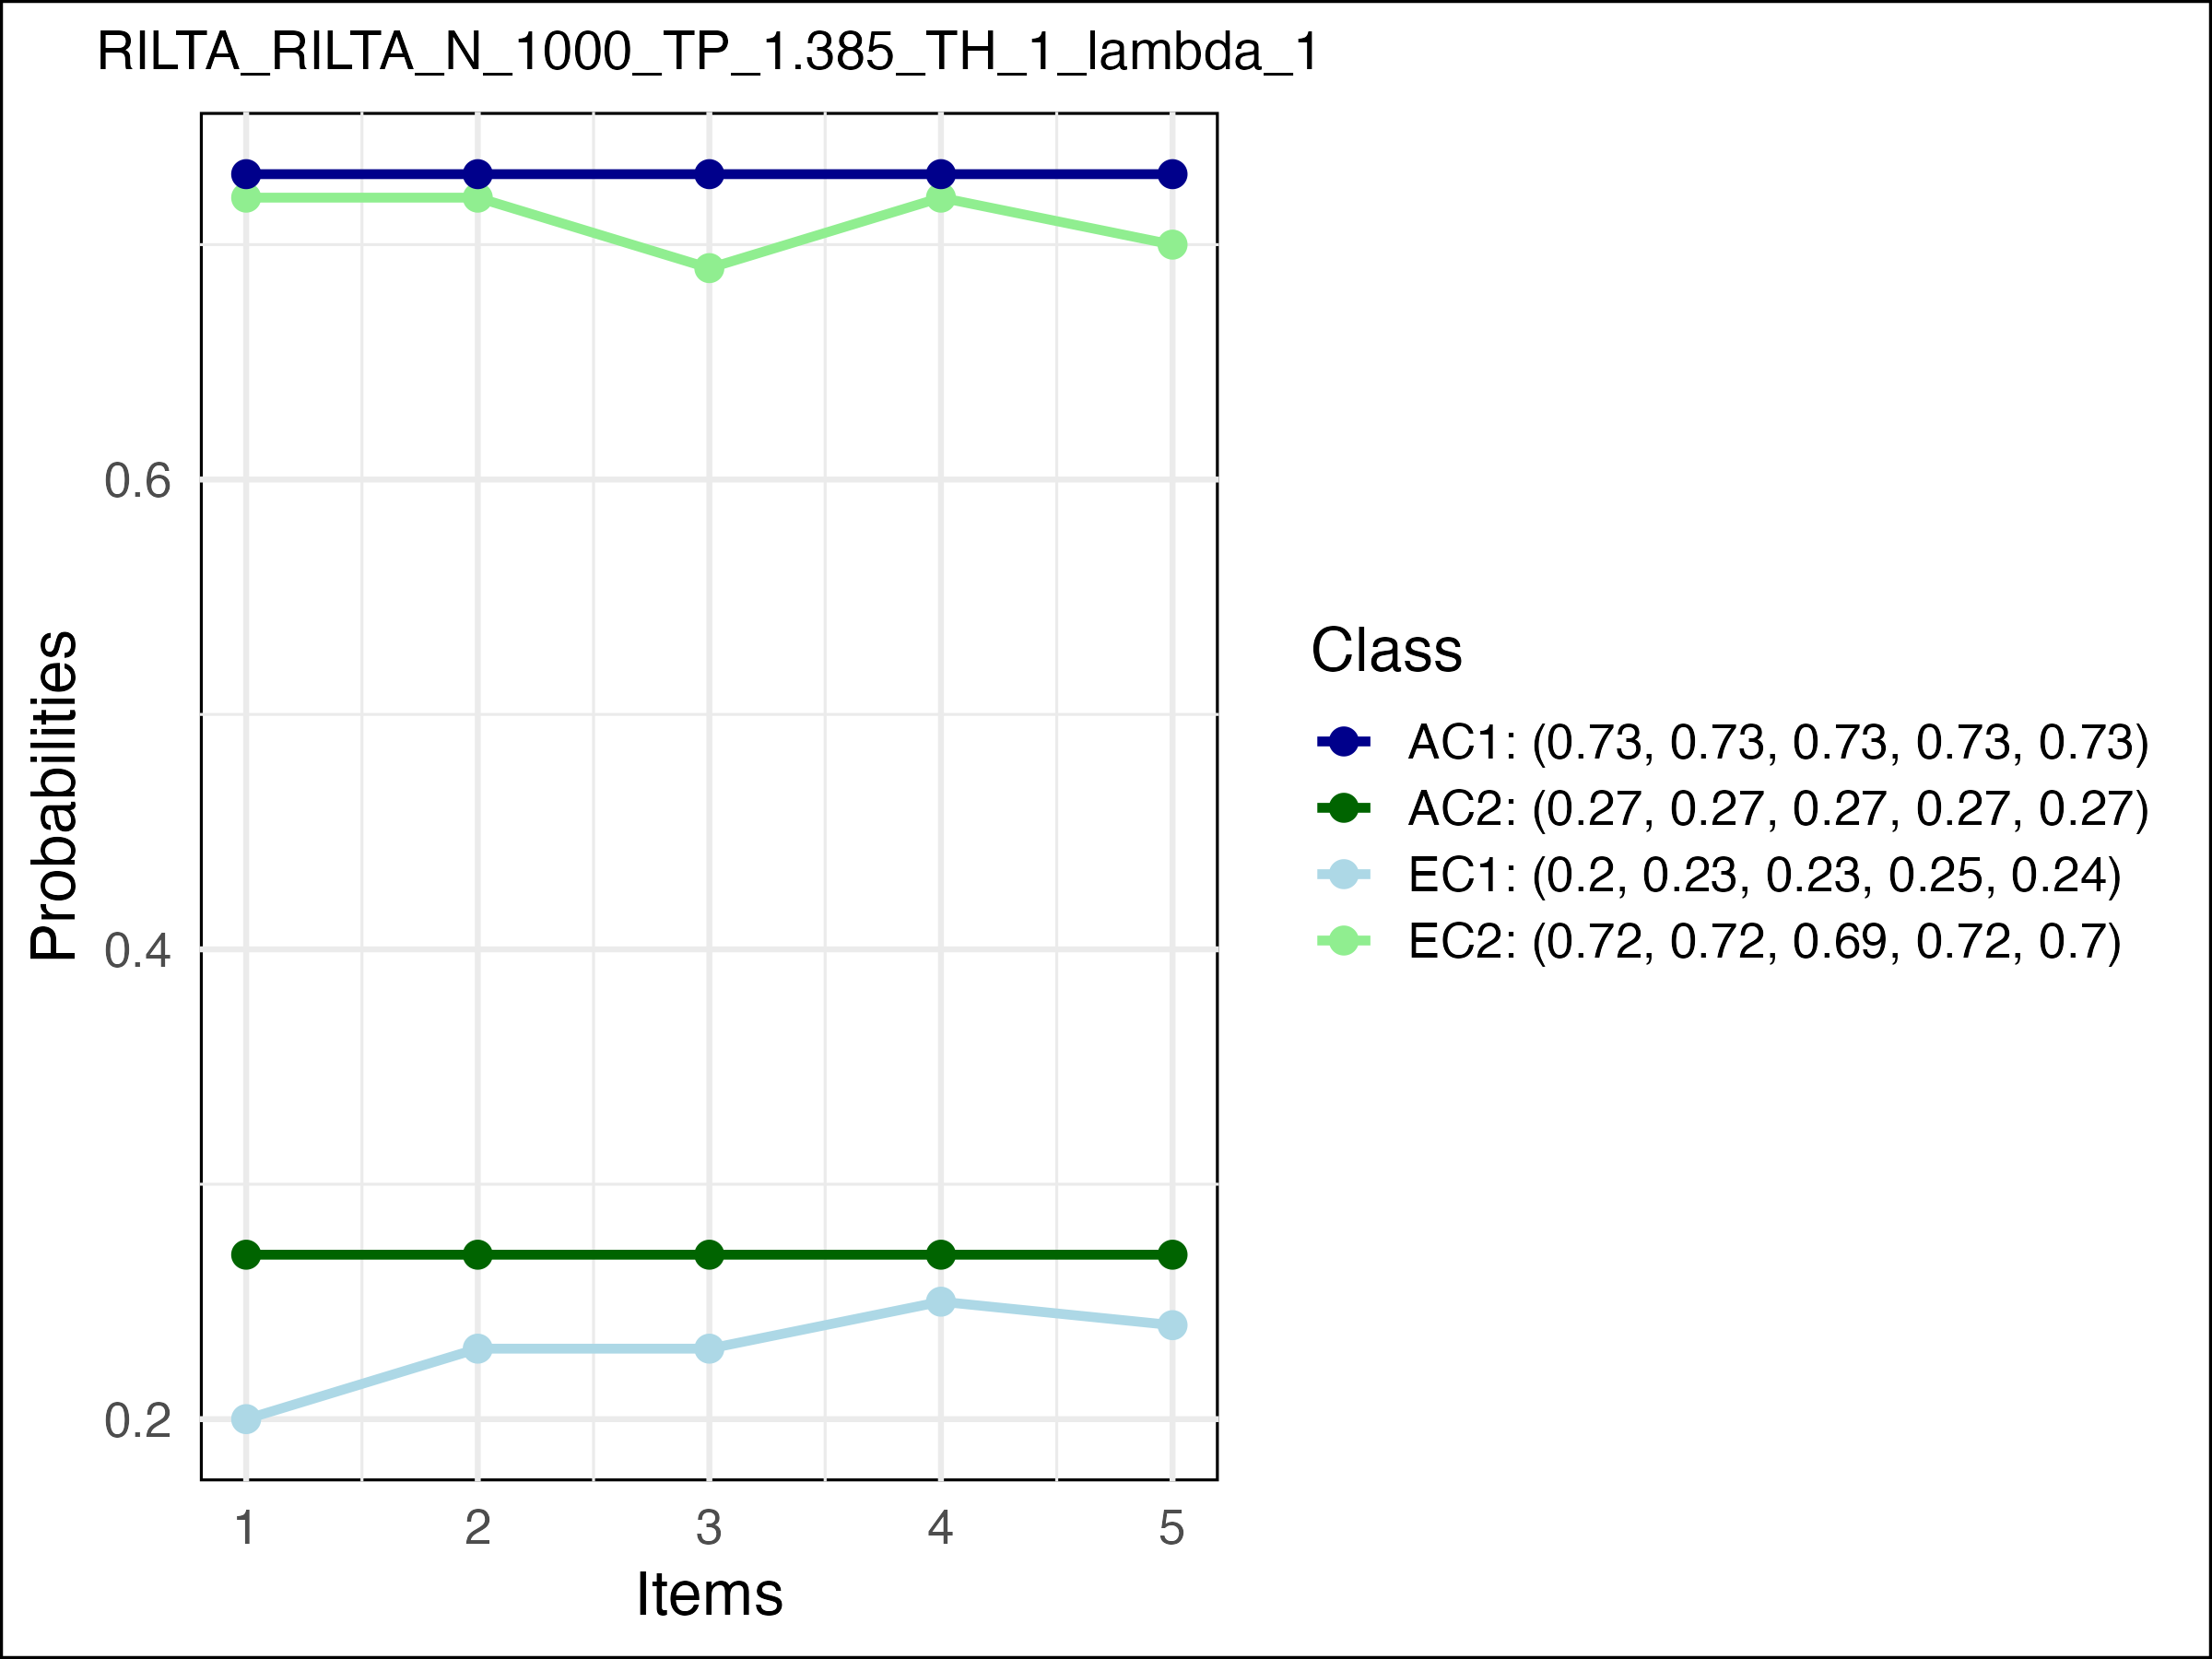 RILTA_RILTA_N_1000_TP_1.385_TH_1_lambda_1
Probabilities
0.6
0.4
0.2
1 2 3 4 5
Items
Class
AC1: (0.73, 0.73, 0.73, 0.73, 0.73)
AC2: (0.27, 0.27, 0.27, 0.27, 0.27)
EC1: (0.2, 0.23, 0.23, 0.25, 0.24)
EC2: (0.72, 0.72, 0.69, 0.72, 0.7)